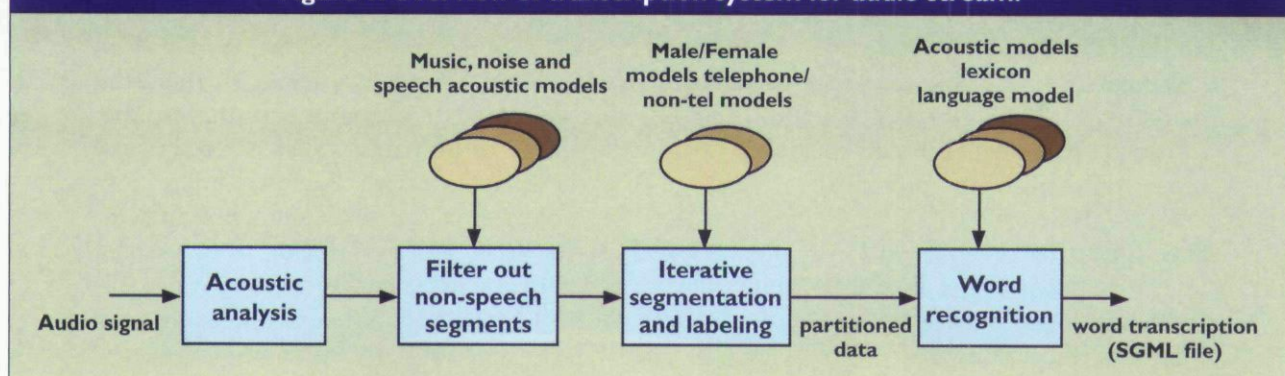 Music, noise and
speech acoustic models
Male/Female
models telephone/
non-tel models
Acoustic models
lexicon
language model
Audio signal
Acoustic
analysis
Filter out
non-speech
segments
Iterative
segmentation
and labeling
partitioned
data
Word
recognition
word transcription
(SGML file)